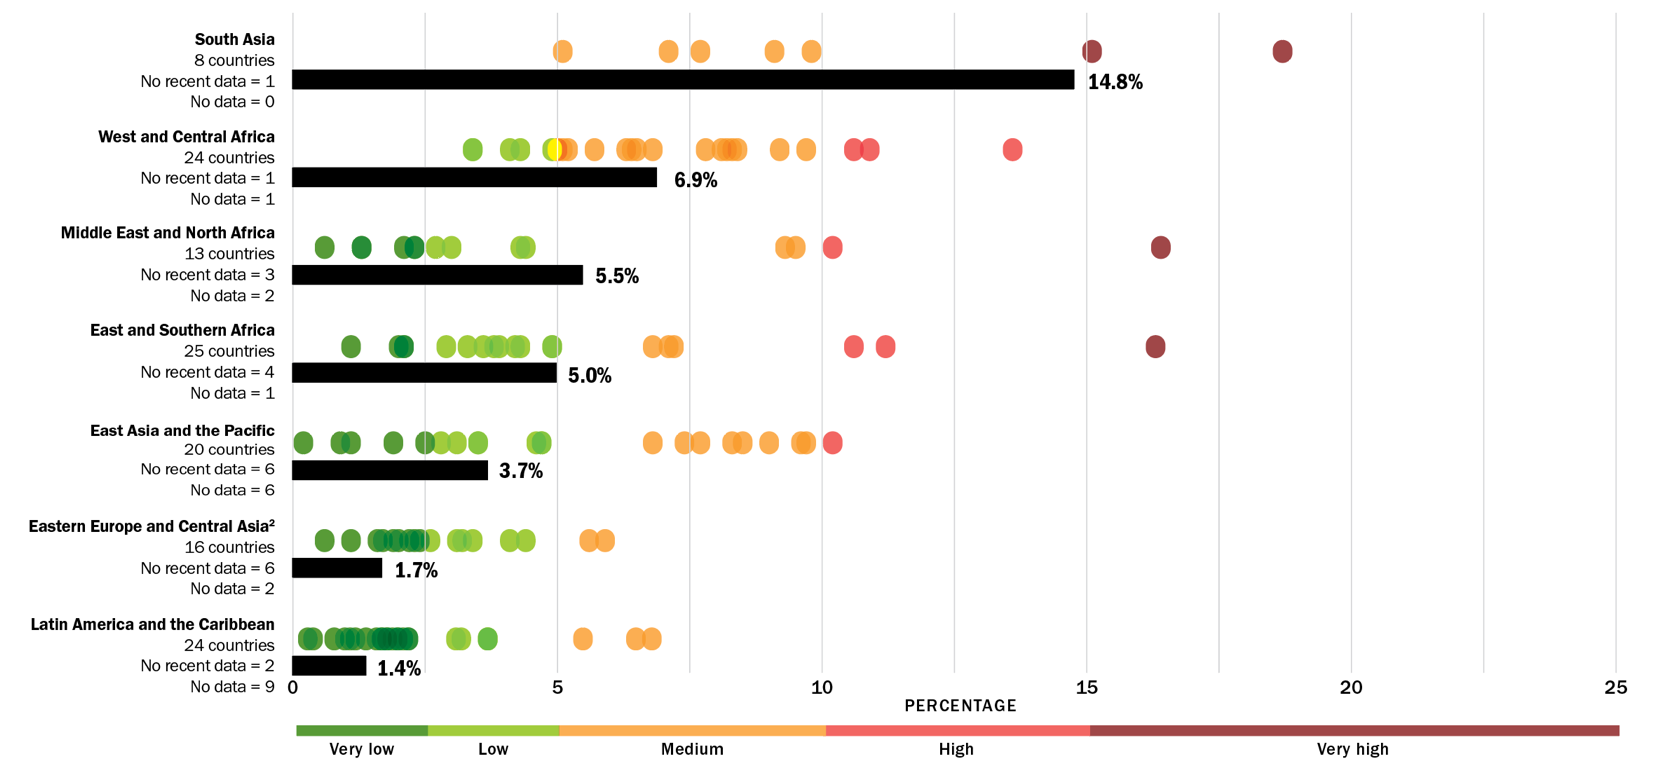 South Asia
8 countries
No recent data = 1
No data = 0
14.8%
West and Central Africa
24 countries
No recent data = 1
No data = 1
6.9%
Middle East and North Africa
13 countries
No recent data = 3
No data = 2
5.5%
East and Southern Africa
25 countries
No recent data = 4
No data = 1
5.0%
East Asia and the Pacific
20 countries
No recent data = 6
No data = 6
3.7%
Eastern Europe and Central Asia²
16 countries
No recent data = 6
No data = 2
1.7%
Latin America and the Caribbean
24 countries
No recent data = 2
No data = 9
1.4%
0 5 10 15 20 25
PERCENTAGE
Very low Low Medium High Very high